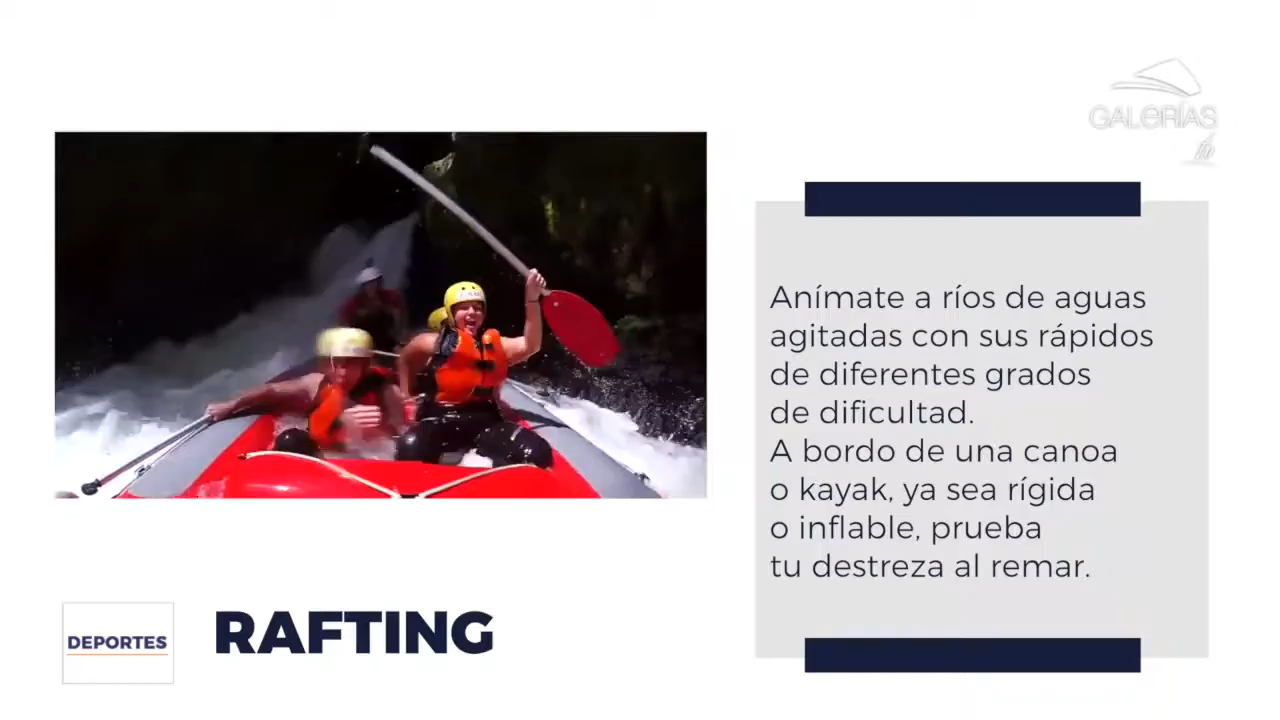 GALERÍAS
tv
Anímate a ríos de aguas
agitadas con sus rápidos
de diferentes grados
de dificultad.
A bordo de una canoa
o kayak, ya sea rígida
o inflable, prueba
tu destreza al remar.
DEPORTES
RAFTING